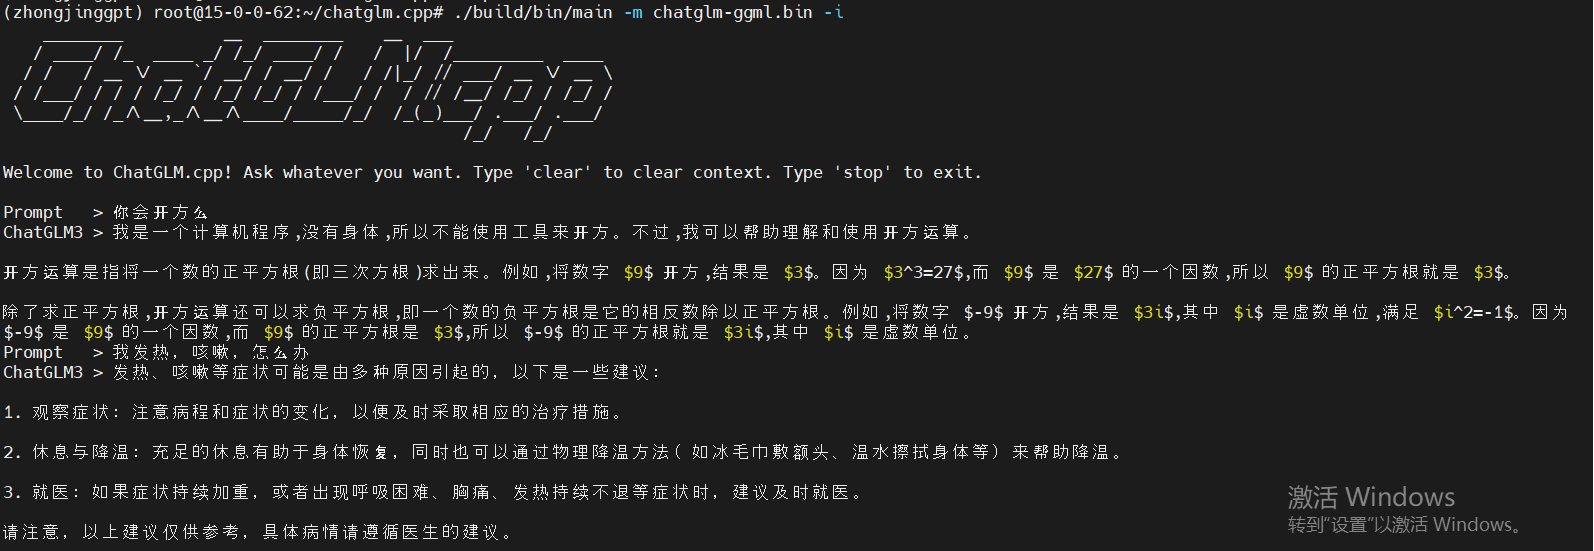 (zhongjinggpt) root@15-0-0-62:~/chatglm.cpp# ./build/bin/main -m chatglm-ggml.bin -i
ChatGLM.cpp
Welcome to ChatGLM.cpp! Ask whatever you want. Type 'clear' to clear context. Type 'stop' to exit.
Prompt   > 你会开方么
ChatGLM3 > 我是一个计算机程序,没有身体,所以不能使用工具来开方。不过,我可以帮助理解和使用开方运算。
开方运算是指将一个数的正平方根(即三次方根)求出来。例如,将数字 $9$ 开方,结果是 $3$。因为 $3^3=27$,而 $9$ 是 $27$ 的一个因数,所以 $9$ 的正平方根就是 $3$。
除了求正平方根,开方运算还可以求负平方根,即一个数的负平方根是它的相反数除以正平方根。例如,将数字 $-9$ 开方,结果是 $3i$,其中 $i$ 是虚数单位,满足 $i^2=-1$。因为
$-9$ 是 $9$ 的一个因数,而 $9$ 的正平方根是 $3$,所以 $-9$ 的正平方根就是 $3i$,其中 $i$ 是虚数单位。
Prompt   > 我发热，咳嗽，怎么办
ChatGLM3 > 发热、咳嗽等症状可能是由多种原因引起的，以下是一些建议：
1. 观察症状：注意病程和症状的变化，以便及时采取相应的治疗措施。
2. 休息与降温：充足的休息有助于身体恢复，同时也可以通过物理降温方法（如冰毛巾敷额头、温水擦拭身体等）来帮助降温。
3. 就医：如果症状持续加重，或者出现呼吸困难、胸痛、发热持续不退等症状时，建议及时就医。
请注意，以上建议仅供参考，具体病情请遵循医生的建议。
激活 Windows
转到"设置"以激活 Windows。